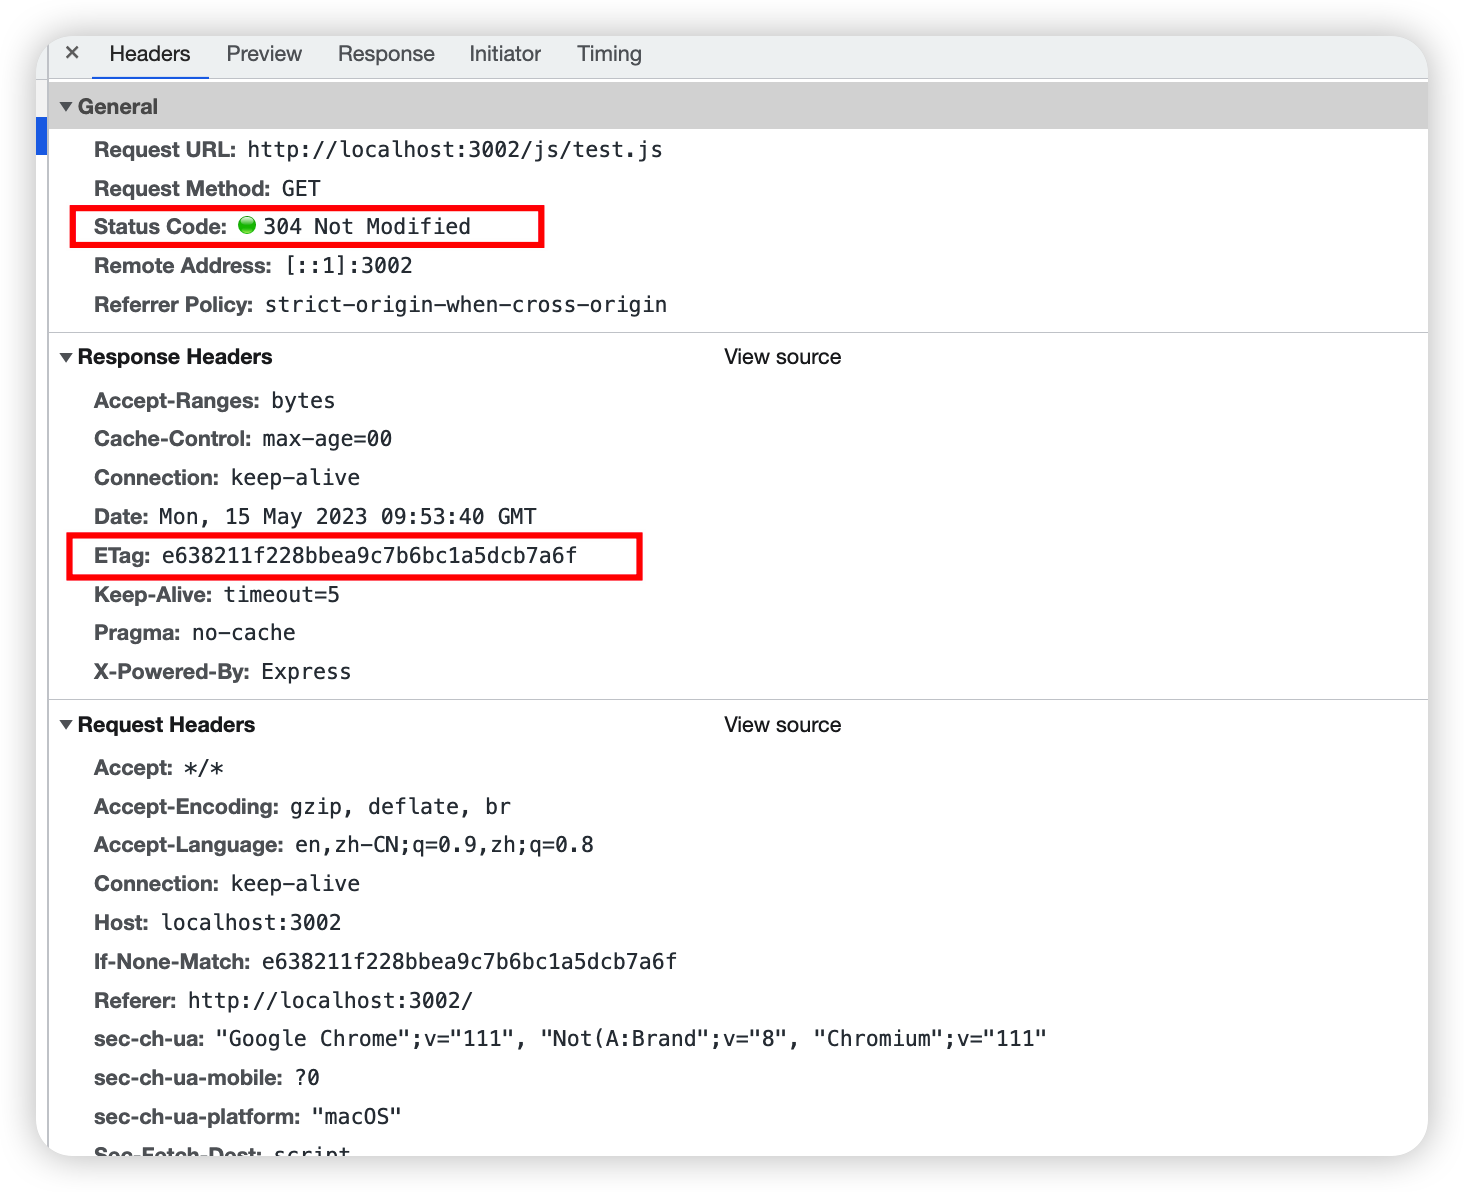 × Headers Preview Response Initiator Timing
General
Request URL: http://localhost:3002/js/test.js
Request Method: GET
Status Code: 304 Not Modified
Remote Address: [::1]:3002
Referrer Policy: strict-origin-when-cross-origin
Response Headers View source
Accept-Ranges: bytes
Cache-Control: max-age=00
Connection: keep-alive
Date: Mon, 15 May 2023 09:53:40 GMT
ETag: e638211f228bbea9c7b6bc1a5dcb7a6f
Keep-Alive: timeout=5
Pragma: no-cache
X-Powered-By: Express
Request Headers View source
Accept: */*
Accept-Encoding: gzip, deflate, br
Accept-Language: en,zh-CN;q=0.9,zh;q=0.8
Connection: keep-alive
Host: localhost:3002
If-None-Match: e638211f228bbea9c7b6bc1a5dcb7a6f
Referer: http://localhost:3002/
sec-ch-ua: "Google Chrome";v="111", "Not(A:Brand";v="8", "Chromium";v="111"
sec-ch-ua-mobile: ?0
sec-ch-ua-platform: "macOS"
Sec-Fetch-Dest: script